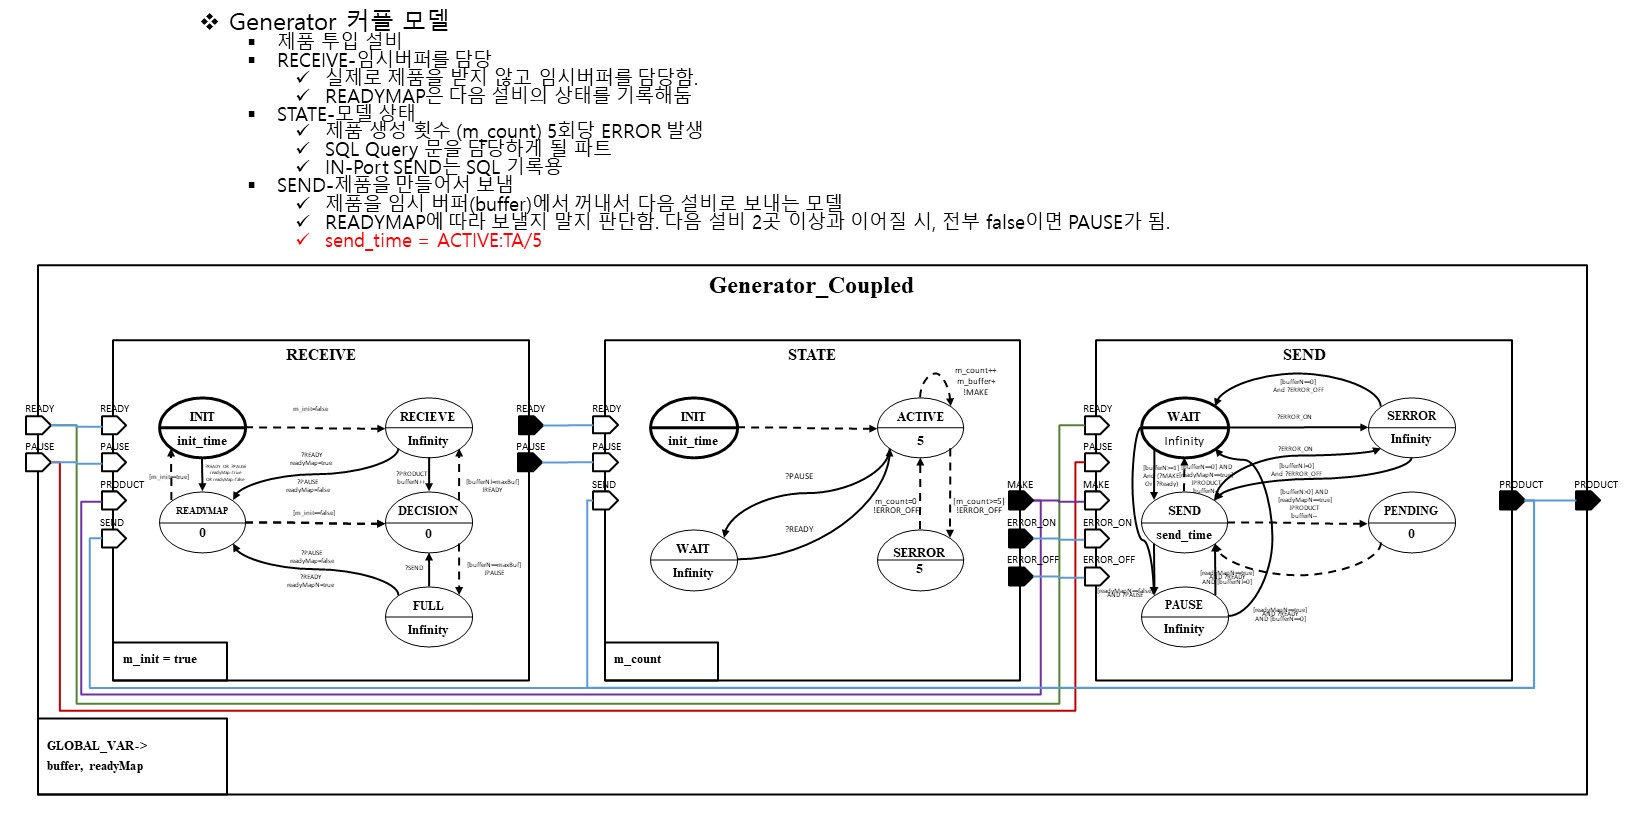 ❖ Generator 커플 모델
▪ 제품 투입 설비
▪ RECEIVE-임시버퍼를 담당
✓ 실제로 제품을 받지 않고 임시버퍼를 담당함.
✓ READYMAP은 다음 설비의 상태를 기록해둠
▪ STATE-모델 상태
✓ 제품 생성 횟수 (m_count) 5회당 ERROR 발생
✓ SQL Query 문을 담당하게 될 파트
✓ IN-Port SEND는 SQL 기록용
▪ SEND-제품을 만들어서 보냄
✓ 제품을 임시 버퍼(buffer)에서 꺼내서 다음 설비로 보내는 모델
✓ READYMAP에 따라 보낼지 말지 판단함. 다음 설비 2곳 이상과 이어질 시, 전부 false이면 PAUSE가 됨.
✓ send_time = ACTIVE:TA/5
Generator_Coupled
READY
PAUSE
RECEIVE
READY
PAUSE
PRODUCT
SEND
INIT
init_time
m_init=false
RECIEVE
Infinity
?READY
readyMap=true
?PAUSE
readyMap=false
?READY OR ?PAUSE
readyMap=true
OR readyMap=false
[m_init=true]
?PRODUCT
bufferN++
[bufferN!=maxBuf]
!READY
READYMAP
0
[m_init=false]
DECISION
0
?PAUSE
readyMap=false
?READY
readyMapN=true
?SEND
[bufferN==maxBuf]
!PAUSE
FULL
Infinity
m_init = true
READY
PAUSE
STATE
READY
PAUSE
SEND
INIT
init_time
m_count++
m_buffer+
!MAKE
ACTIVE
5
?PAUSE
?READY
m_count=0
!ERROR_OFF
[m_count>=5]
!ERROR_ON
WAIT
Infinity
SERROR
5
m_count
MAKE
ERROR_ON
ERROR_OFF
SEND
READY
PAUSE
MAKE
ERROR_ON
ERROR_OFF
WAIT
Infinity
[bufferN==0]
And ?ERROR_OFF
?ERROR_ON
SERROR
Infinity
?ERROR_ON
[bufferN!=0]
And ?ERROR_OFF
[bufferN>=1]
And (?MAKE
Or ?Ready)
[bufferN==0] AND
[readyMapN==true]
!PRODUCT
bufferN--
SEND
send_time
[bufferN>0] AND
[readyMapN==true]
!PRODUCT
bufferN--
PENDING
0
[readyMapN==true]
AND ?READY
AND [bufferN!=0]
[readyMapN==false]
AND ?PAUSE
PAUSE
Infinity
[readyMapN==true]
AND ?READY
AND [bufferN==0]
PRODUCT
PRODUCT
GLOBAL_VAR->
buffer, readyMap